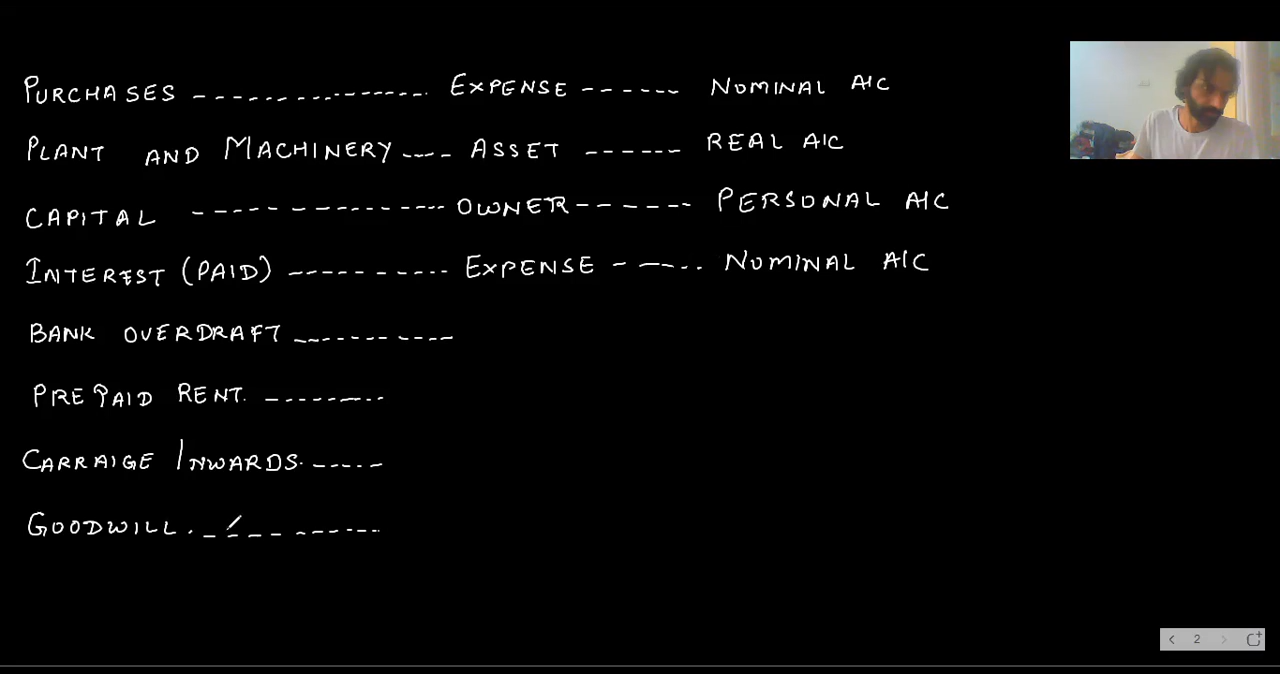 PURCHASES ------------- EXPENSE ------ NOMINAL A/C
PLANT AND MACHINERY ---- ASSET ------ REAL A/C
CAPITAL -------------- OWNER ------- PERSONAL A/C
INTEREST (PAID) ---------- EXPENSE ----- NOMINAL A/C
BANK OVERDRAFT ----------
PREPAID RENT. --------
CARRAIGE INWARDS. -----
GOODWILL. ---------
< 2 >